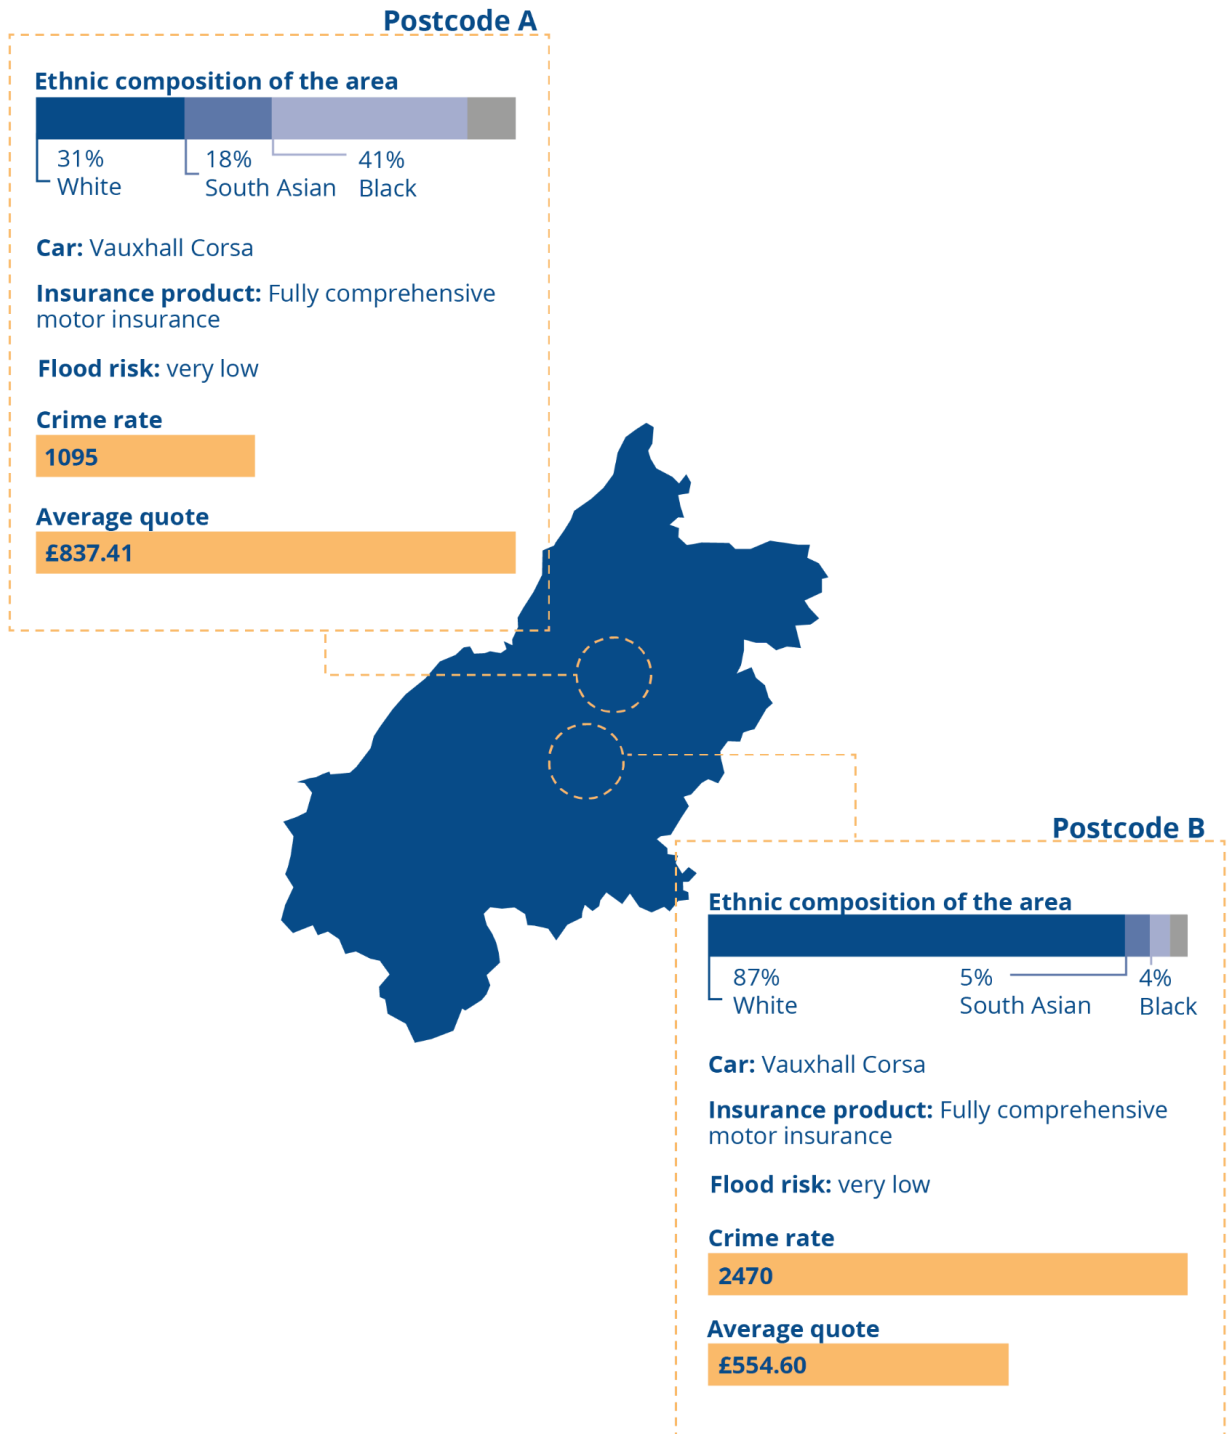 Postcode A
Ethnic composition of the area
31%
White
18%
South Asian
41%
Black
Car: Vauxhall Corsa
Insurance product: Fully comprehensive
motor insurance
Flood risk: very low
Crime rate
1095
Average quote
£837.41
Postcode B
Ethnic composition of the area
87%
White
5%
South Asian
4%
Black
Car: Vauxhall Corsa
Insurance product: Fully comprehensive
motor insurance
Flood risk: very low
Crime rate
2470
Average quote
£554.60